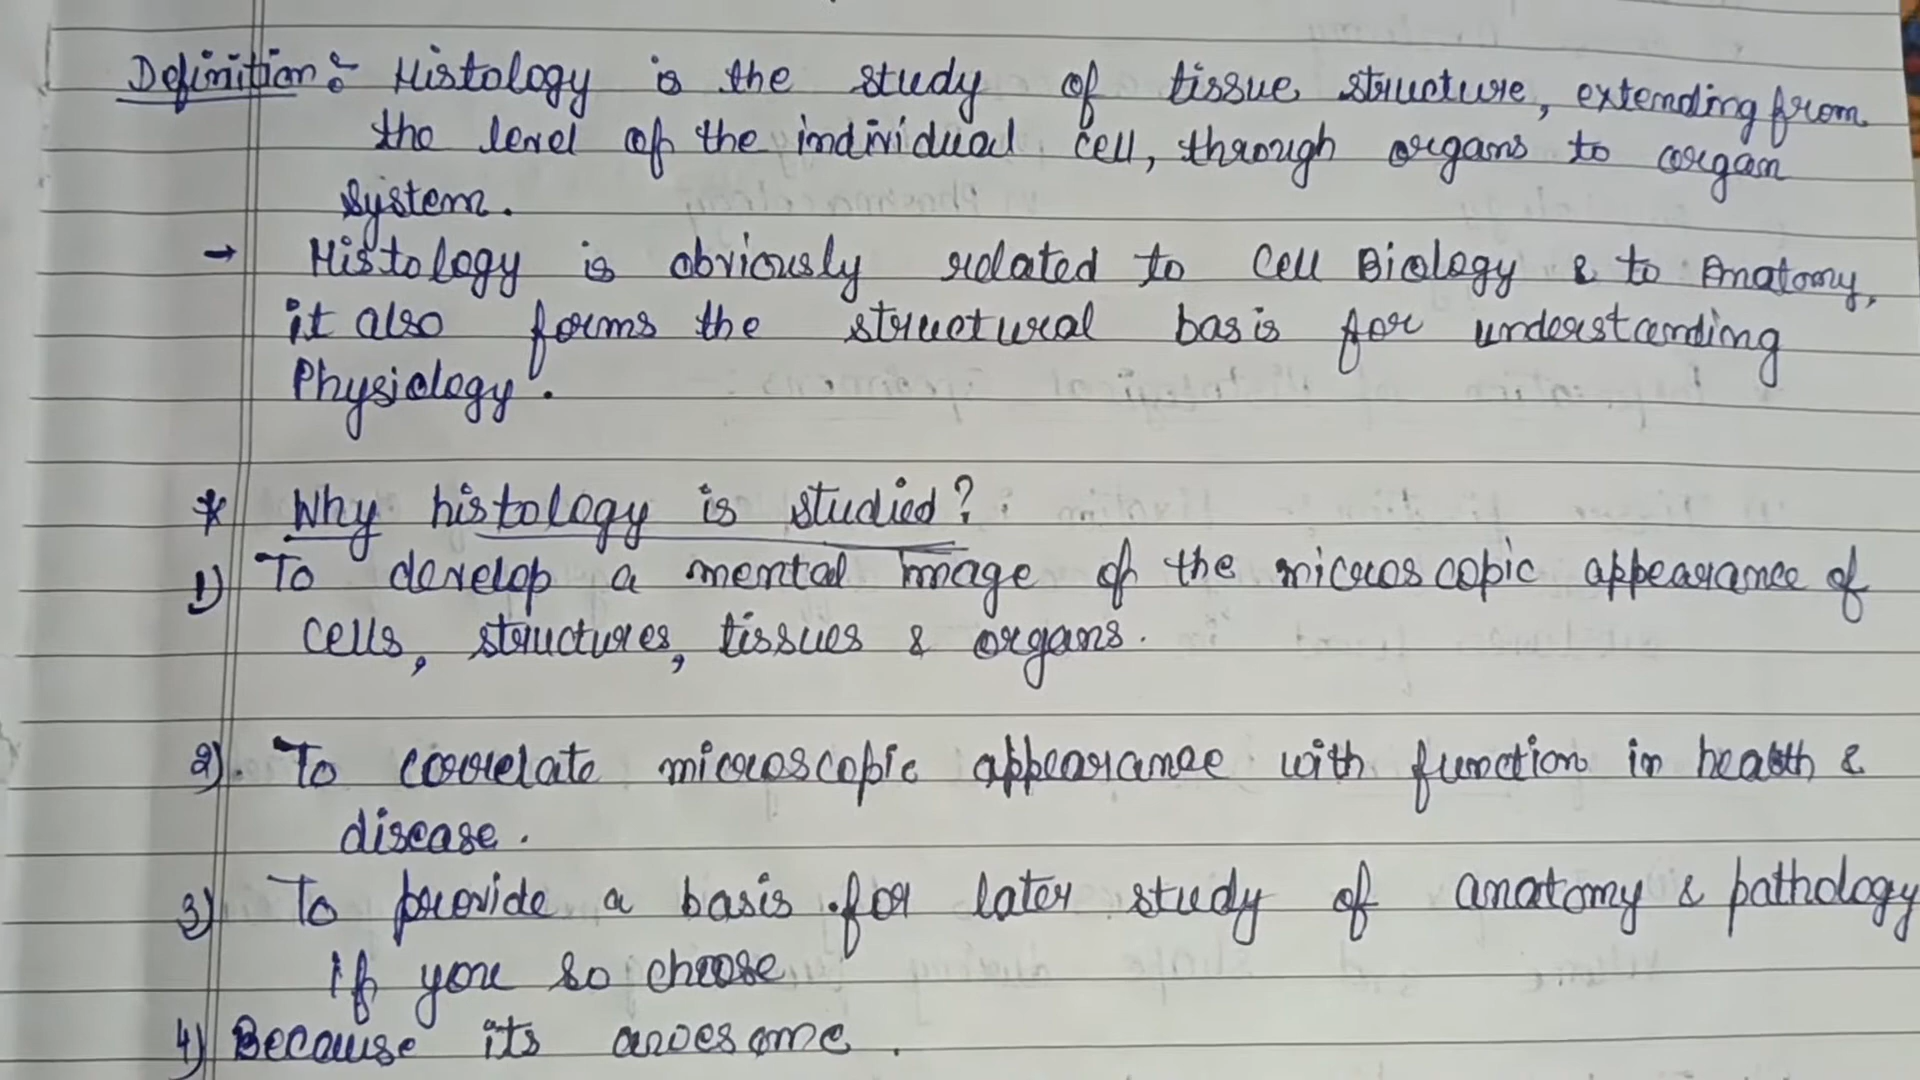 Definition:- Histology is the study of tissue structure, extending from
the level of the individual cell, through organs to organ
system.
→ Histology is obviously related to Cell Biology & to Anatomy,
it also forms the structural basis for understanding
Physiology.
* Why histology is studied?
1) To develop a mental image of the microscopic appearance of
cells, structures, tissues & organs.
2) To correlate microscopic appearance with function in health &
disease.
3) To provide a basis for later study of anatomy & pathology
If you so choose
4) Because its awesome.